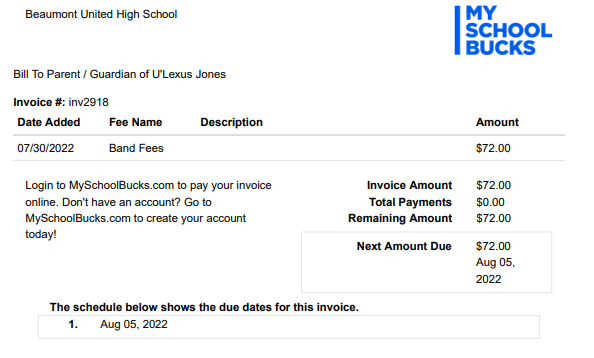 Beaumont United High School
MY
SCHOOL
BUCKS
Bill To Parent / Guardian of U'Lexus Jones
Invoice #: inv2918
Date Added Fee Name Description Amount
07/30/2022 Band Fees $72.00
Login to MySchoolBucks.com to pay your invoice
online. Don't have an account? Go to
MySchoolBucks.com to create your account
today!
Invoice Amount $72.00
Total Payments $0.00
Remaining Amount $72.00
Next Amount Due $72.00
Aug 05,
2022
The schedule below shows the due dates for this invoice.
1. Aug 05, 2022